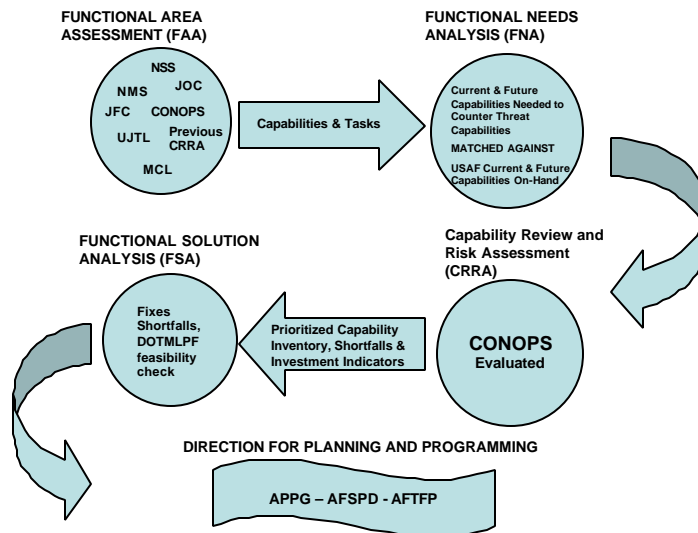 FUNCTIONAL AREA
ASSESSMENT (FAA)
NSS
NMS
JOC
JFC
CONOPS
UJTL
Previous
CRRA
MCL
Capabilities & Tasks
FUNCTIONAL NEEDS
ANALYSIS (FNA)
Current & Future
Capabilities Needed to
Counter Threat
Capabilities
MATCHED AGAINST
USAF Current & Future
Capabilities On-Hand
Capability Review and
Risk Assessment
(CRRA)
CONOPS
Evaluated
Prioritized Capability
Inventory, Shortfalls &
Investment Indicators
FUNCTIONAL SOLUTION
ANALYSIS (FSA)
Fixes
Shortfalls,
DOTMLPF
feasibility
check
DIRECTION FOR PLANNING AND PROGRAMMING
APPG – AFSPD - AFTFP